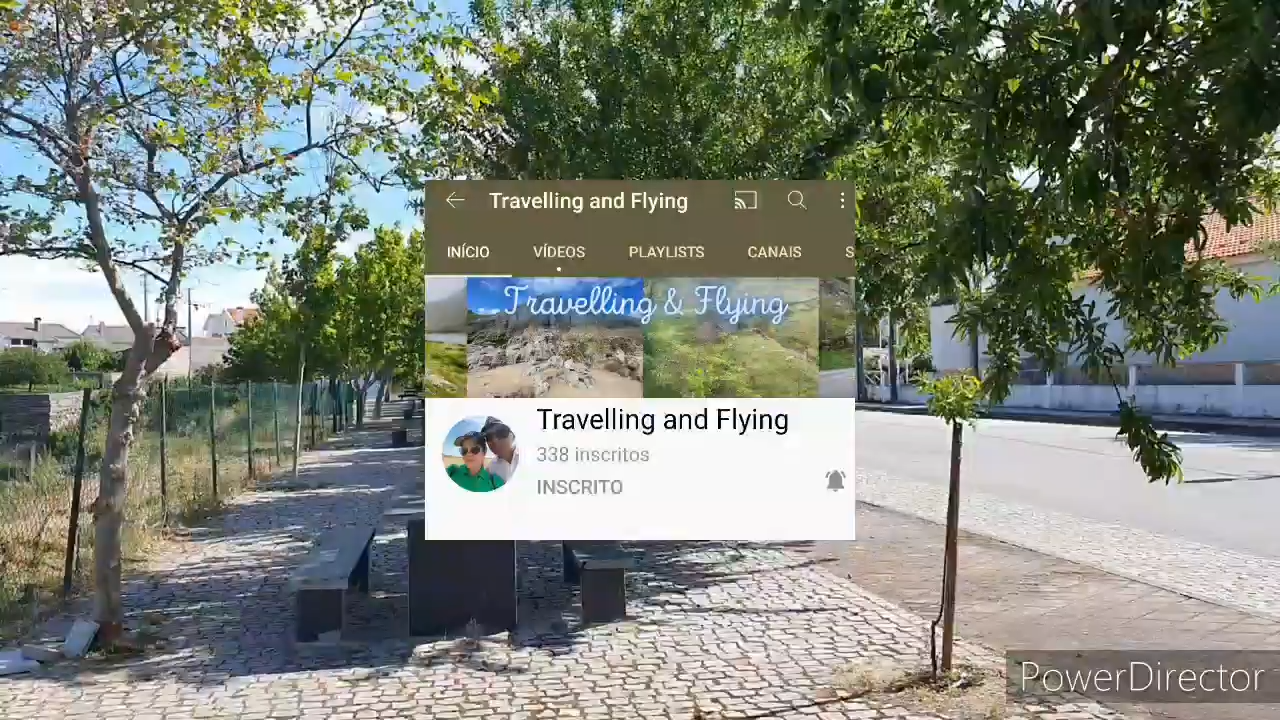 Travelling and Flying
INÍCIO VÍDEOS PLAYLISTS CANAIS S
Travelling & Flying
Travelling and Flying
338 inscritos
INSCRITO
PowerDirector